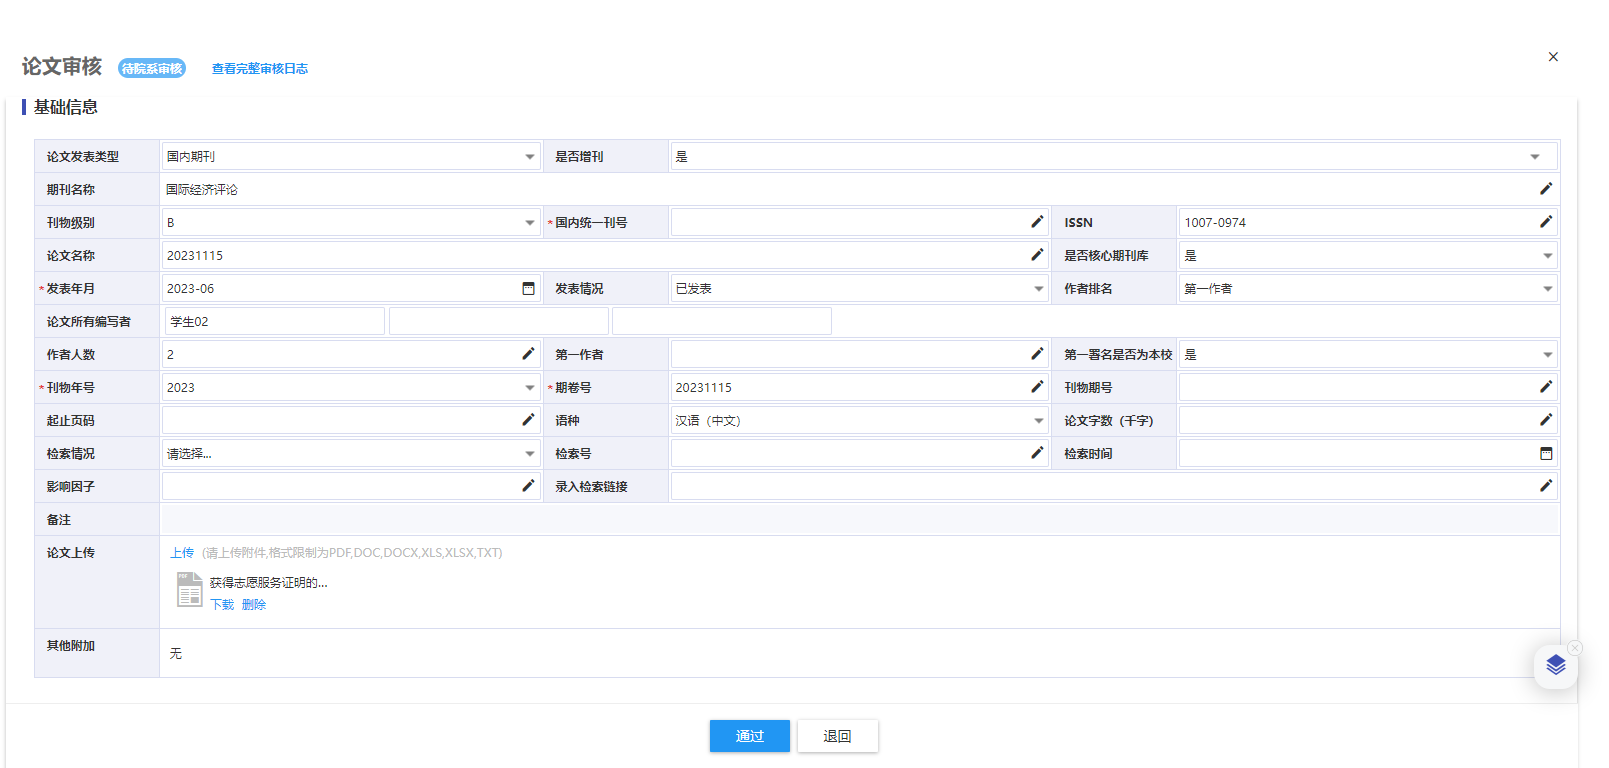 论文审核 待院系审核 查看完整审核日志
基础信息
论文发表类型 国内期刊 是否增刊 是
期刊名称 国际经济评论
刊物级别 B *国内统一刊号 ISSN 1007-0974
论文名称 20231115 是否核心期刊库 是
*发表年月 2023-06 发表情况 已发表 作者排名 第一作者
论文所有编写者 学生02
作者人数 2 第一作者 第一署名是否为本校 是
*刊物年号 2023 *期卷号 20231115 刊物期号
起止页码 语种 汉语（中文） 论文字数（千字）
检索情况 请选择... 检索号 检索时间
影响因子 录入检索链接
备注
论文上传 上传 (请上传附件,格式限制为PDF,DOC,DOCX,XLS,XLSX,TXT)
PDF 获得志愿服务证明的...
下载 删除
其他附加 无
通过 退回